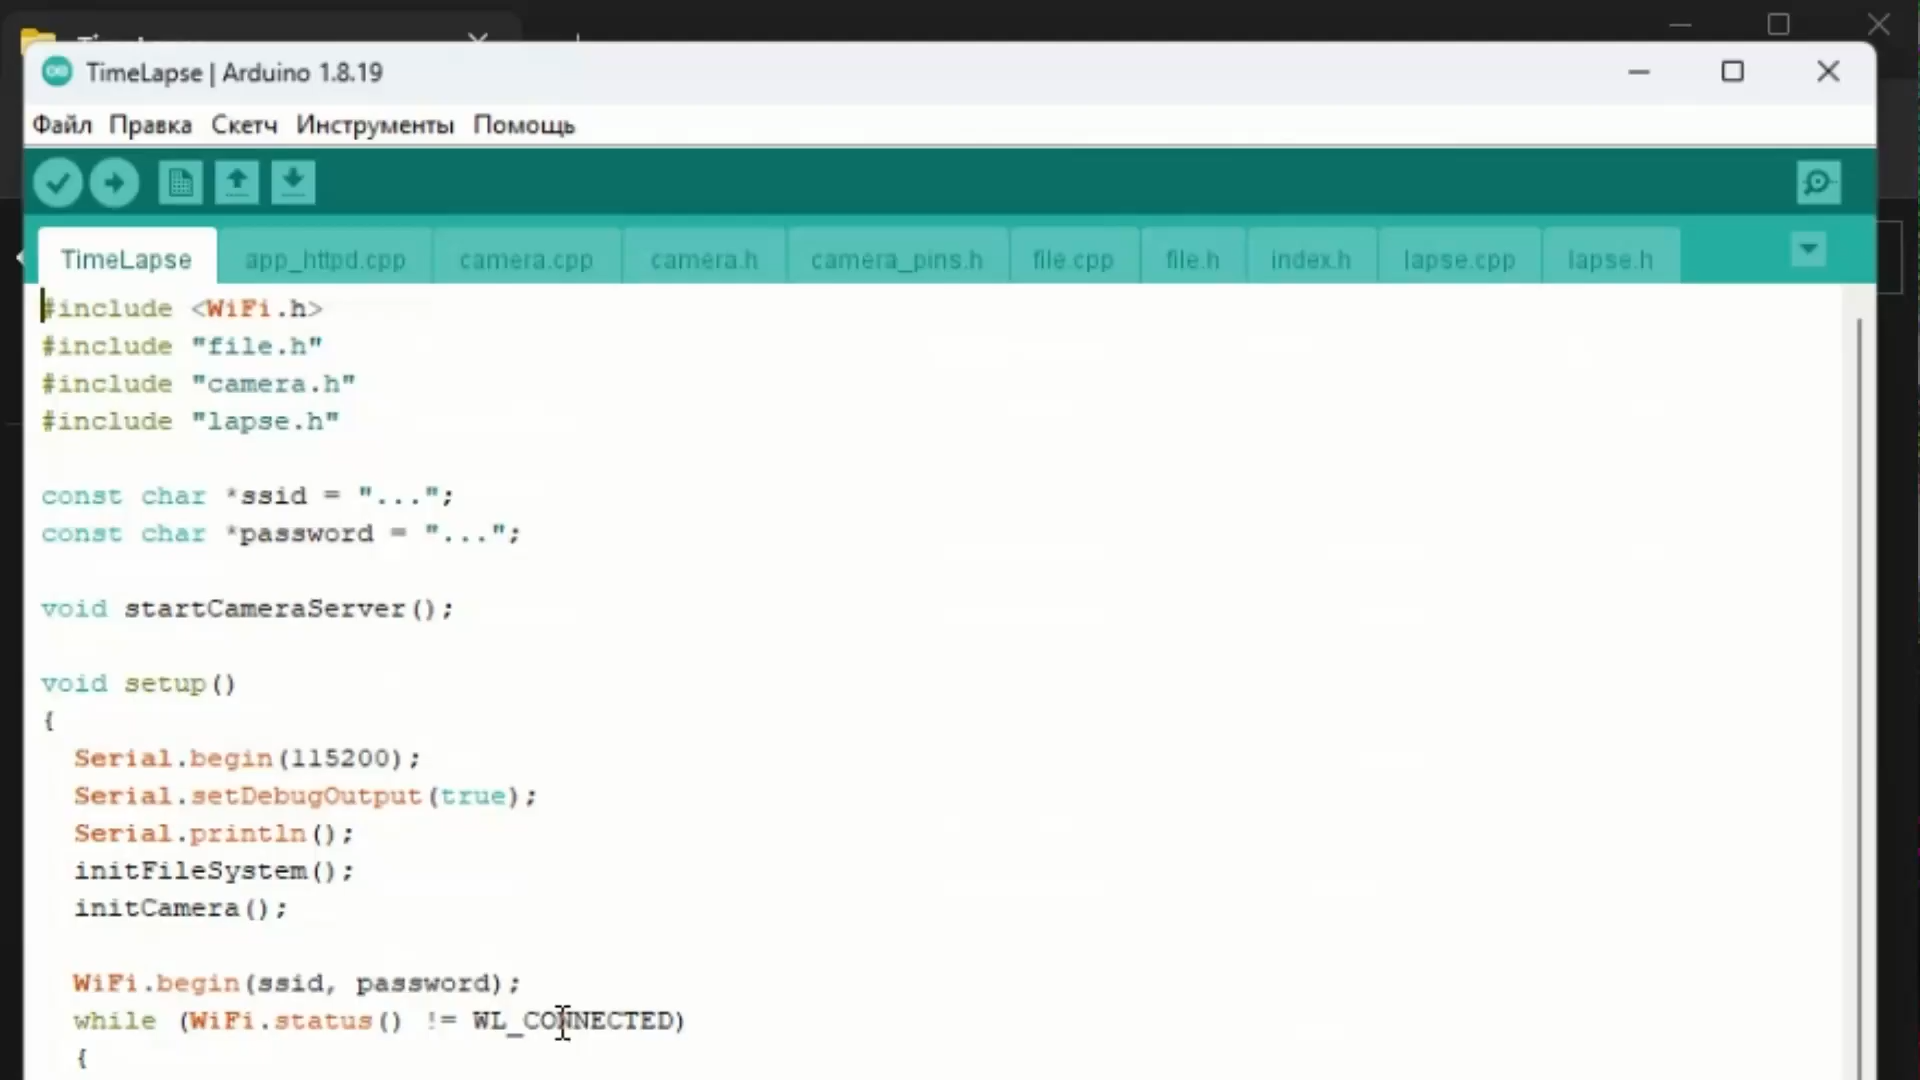 TimeLapse | Arduino 1.8.19
Файл Правка Скетч Инструменты Помощь
TimeLapse app_httpd.cpp camera.cpp camera.h camera_pins.h file.cpp file.h index.h lapse.cpp lapse.h
#include <WiFi.h>
#include "file.h"
#include "camera.h"
#include "lapse.h"
const char *ssid = "...";
const char *password = "...";
void startCameraServer();
void setup()
{
Serial.begin(115200);
Serial.setDebugOutput(true);
Serial.println();
initFileSystem();
initCamera();
WiFi.begin(ssid, password);
while (WiFi.status() != WL_CONNECTED)
{